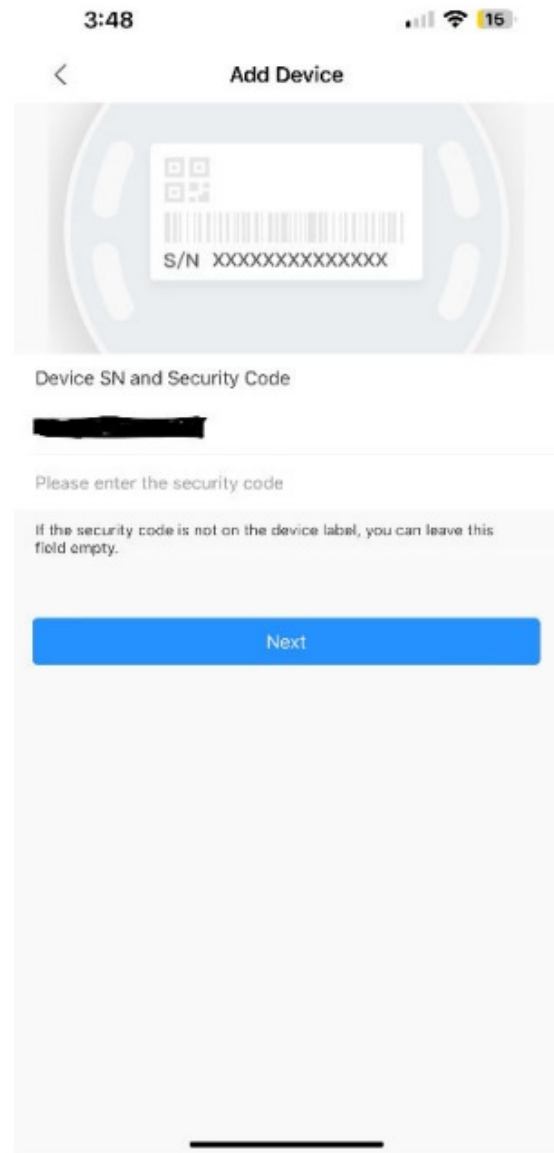 3:48
15
Add Device
S/N XXXXXXXXXXXXXX
Device SN and Security Code
Please enter the security code
If the security code is not on the device label, you can leave this
field empty.
Next